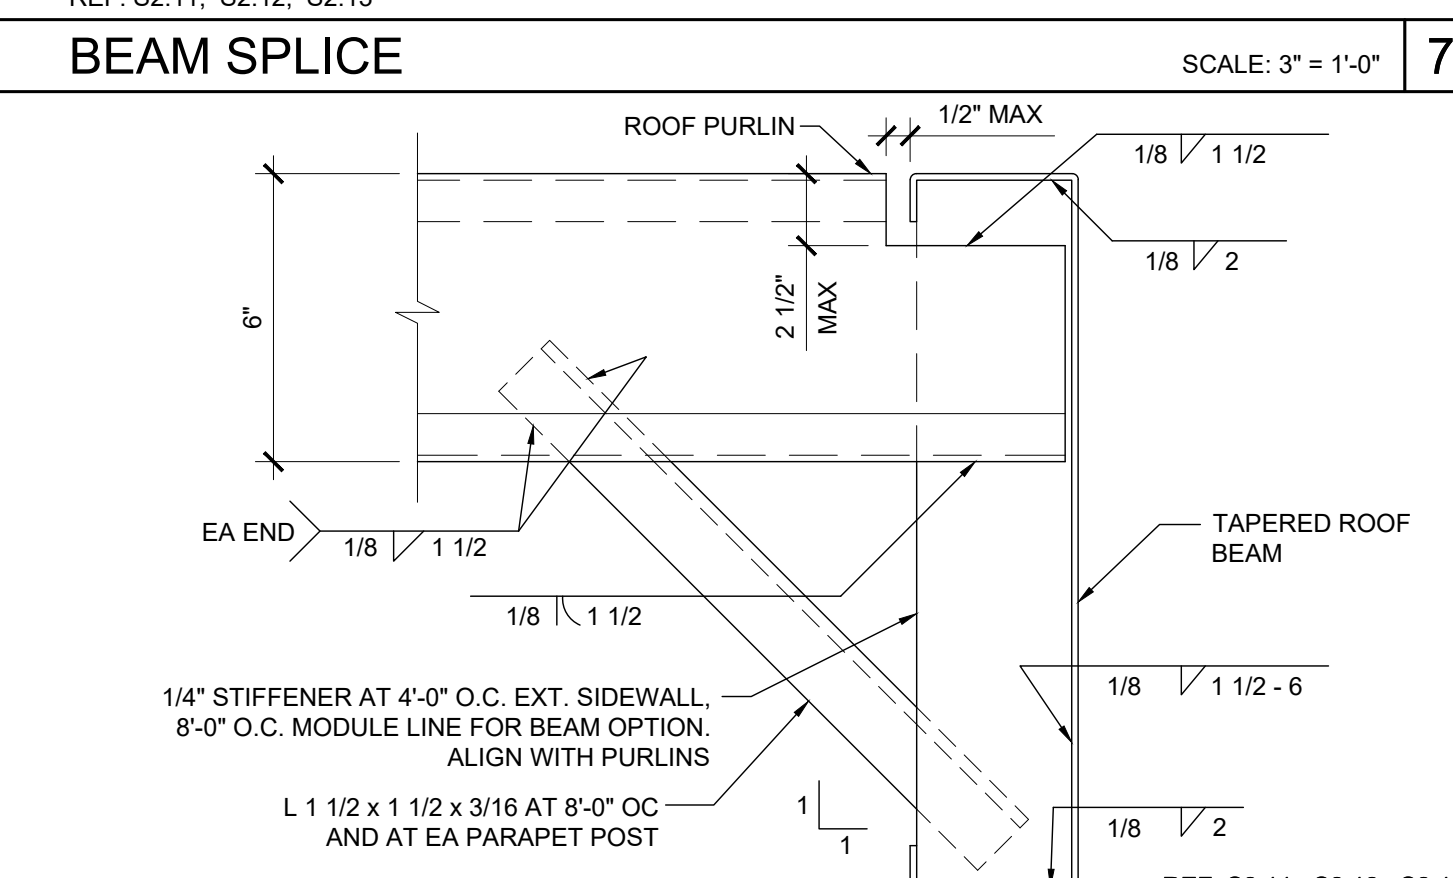 BEAM SPLICE
SCALE: 3" = 1'-0"
7
ROOF PURLIN
1/2" MAX
1/8 1 1/2
1/8 2
6"
2 1/2"
MAX
EA END
1/8 1 1/2
TAPERED ROOF
BEAM
1/8 1 1/2
1/8 1 1/2 - 6
1/4" STIFFENER AT 4'-0" O.C. EXT. SIDEWALL,
8'-0" O.C. MODULE LINE FOR BEAM OPTION.
ALIGN WITH PURLINS
L 1 1/2 x 1 1/2 x 3/16 AT 8'-0" OC
AND AT EA PARAPET POST
1
1
1/8 2